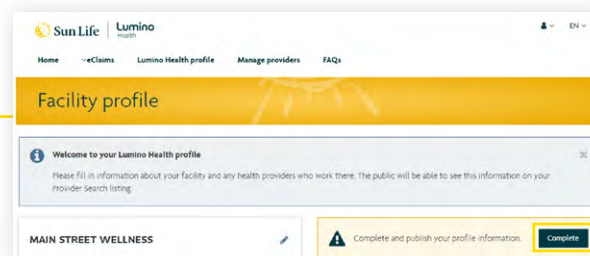 Sun Life Lumino Health
EN
Home eClaims Lumino Health profile Manage providers FAQs
Facility profile
Welcome to your Lumino Health profile
Please fill in information about your facility and any health providers who work there. The public will be able to see this information on your
Provider Search listing
MAIN STREET WELLNESS
Complete and publish your profile information. Complete